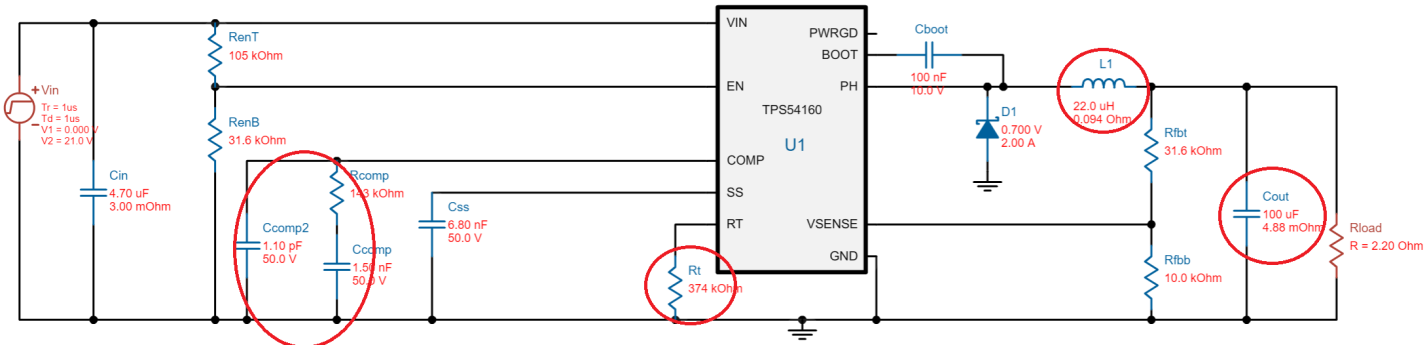 VIN
PWRGD
BOOT
EN
PH
TPS54160
U1
COMP
SS
RT
VSENSE
GND
Vin
Tr = 1us
Td = 1us
V1 = 0.000 V
V2 = 21.0 V
Cin
4.70 uF
3.00 mOhm
RenT
105 kOhm
RenB
31.6 kOhm
Ccomp2
1.10 pF
50.0 V
Rcomp
143 kOhm
Ccomp
1.50 nF
50.0 V
Css
6.80 nF
50.0 V
Rt
374 kOhm
Cboot
100 nF
10.0 V
D1
0.700 V
2.00 A
L1
22.0 uH
0.094 Ohm
Rfbt
31.6 kOhm
Rfbb
10.0 kOhm
Cout
100 uF
4.88 mOhm
Rload
R = 2.20 Ohm